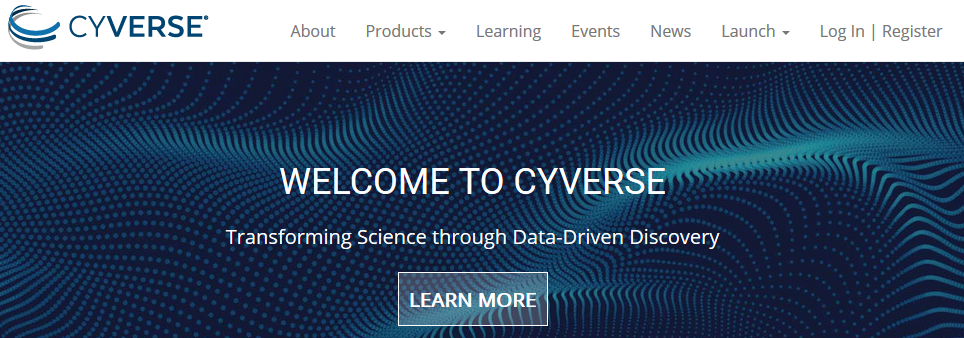 CYVERSE®
About Products Learning Events News Launch Log In | Register
WELCOME TO CYVERSE
Transforming Science through Data-Driven Discovery
LEARN MORE